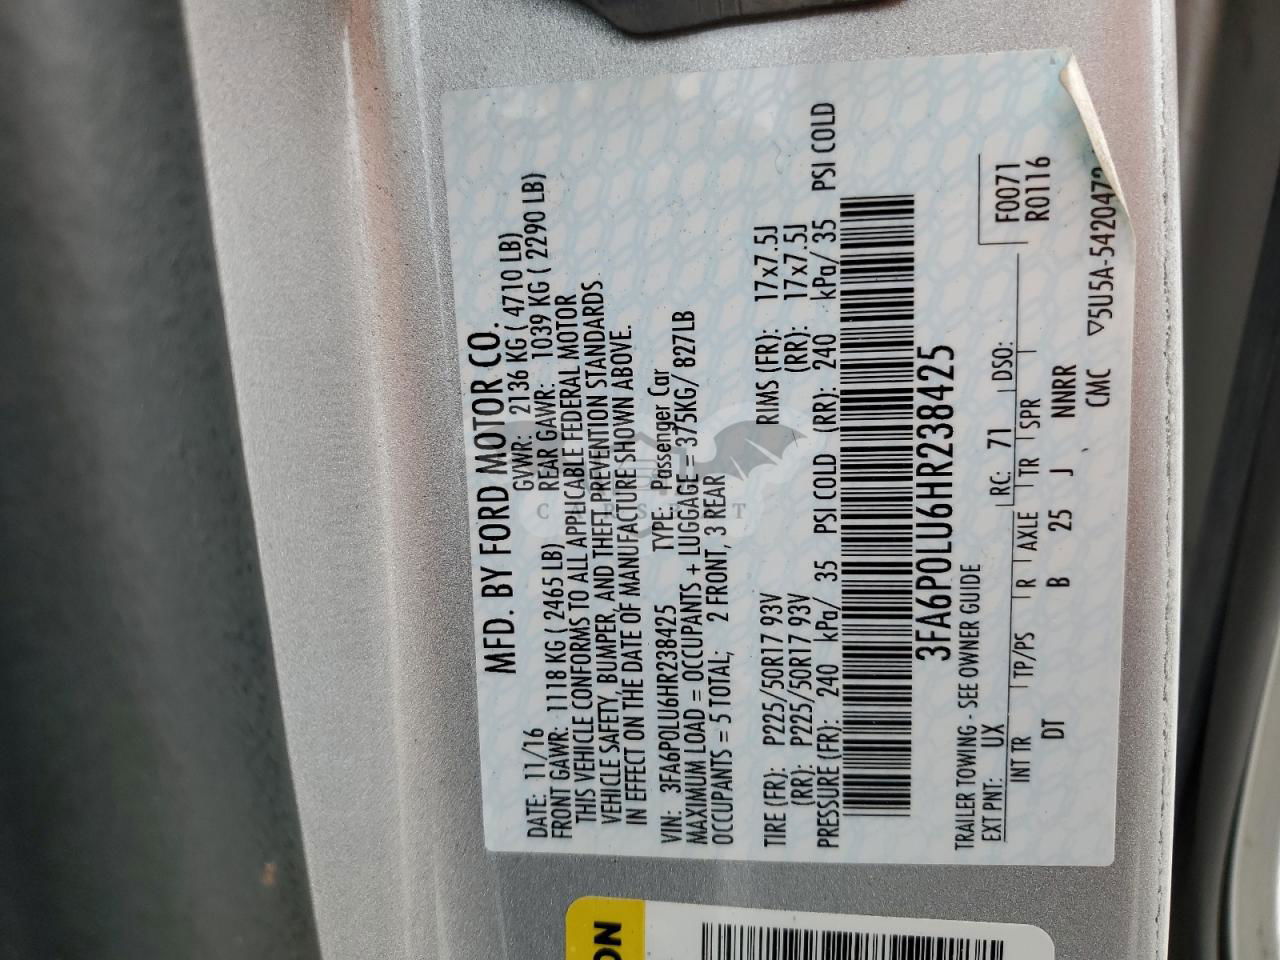 MFD. BY FORD MOTOR CO.
DATE: 11/16 GVWR: 2136 KG ( 4710 LB)
FRONT GAWR: 1118 KG ( 2465 LB) REAR GAWR: 1039 KG ( 2290 LB)
THIS VEHICLE CONFORMS TO ALL APPLICABLE FEDERAL MOTOR
VEHICLE SAFETY, BUMPER, AND THEFT PREVENTION STANDARDS
IN EFFECT ON THE DATE OF MANUFACTURE SHOWN ABOVE.
VIN: 3FA6P0LU6HR238425 TYPE: Passenger Car
MAXIMUM LOAD = OCCUPANTS + LUGGAGE = 375KG/ 827LB
OCCUPANTS = 5 TOTAL; 2 FRONT, 3 REAR
TIRE (FR): P225/50R17 93V RIMS (FR): 17x7.5J
(RR): P225/50R17 93V (RR): 17x7.5J
PRESSURE (FR): 240 kPa/ 35 PSI COLD (RR): 240 kPa/ 35 PSI COLD
3FA6P0LU6HR238425
TRAILER TOWING - SEE OWNER GUIDE
EXT PNT: UX RC: 71 DSO: F0071
R0116
INT TR TP/PS R AXLE TR SPR
DT B 25 J NNRR
CMC ▽5U5A-5420472
ON